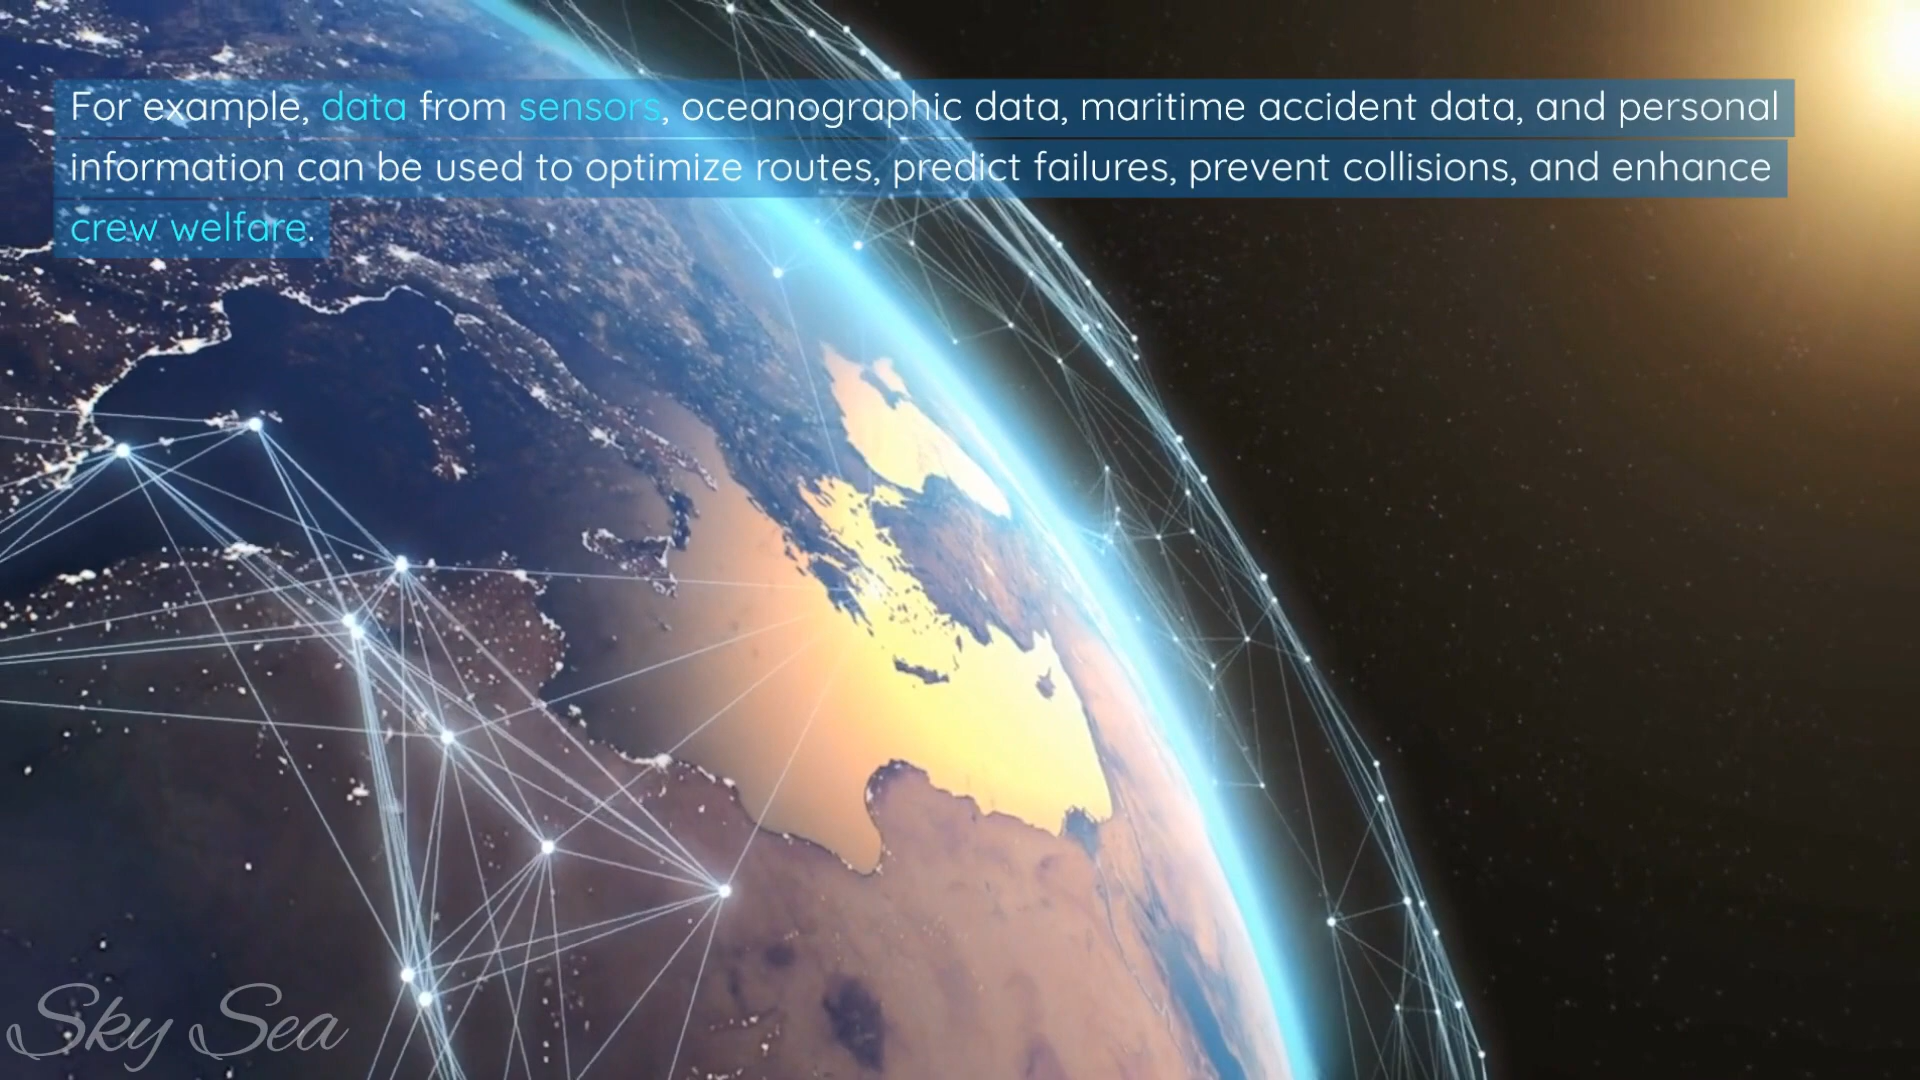 For example, data from sensors, oceanographic data, maritime accident data, and personal
information can be used to optimize routes, predict failures, prevent collisions, and enhance
crew welfare.
Sky Sea